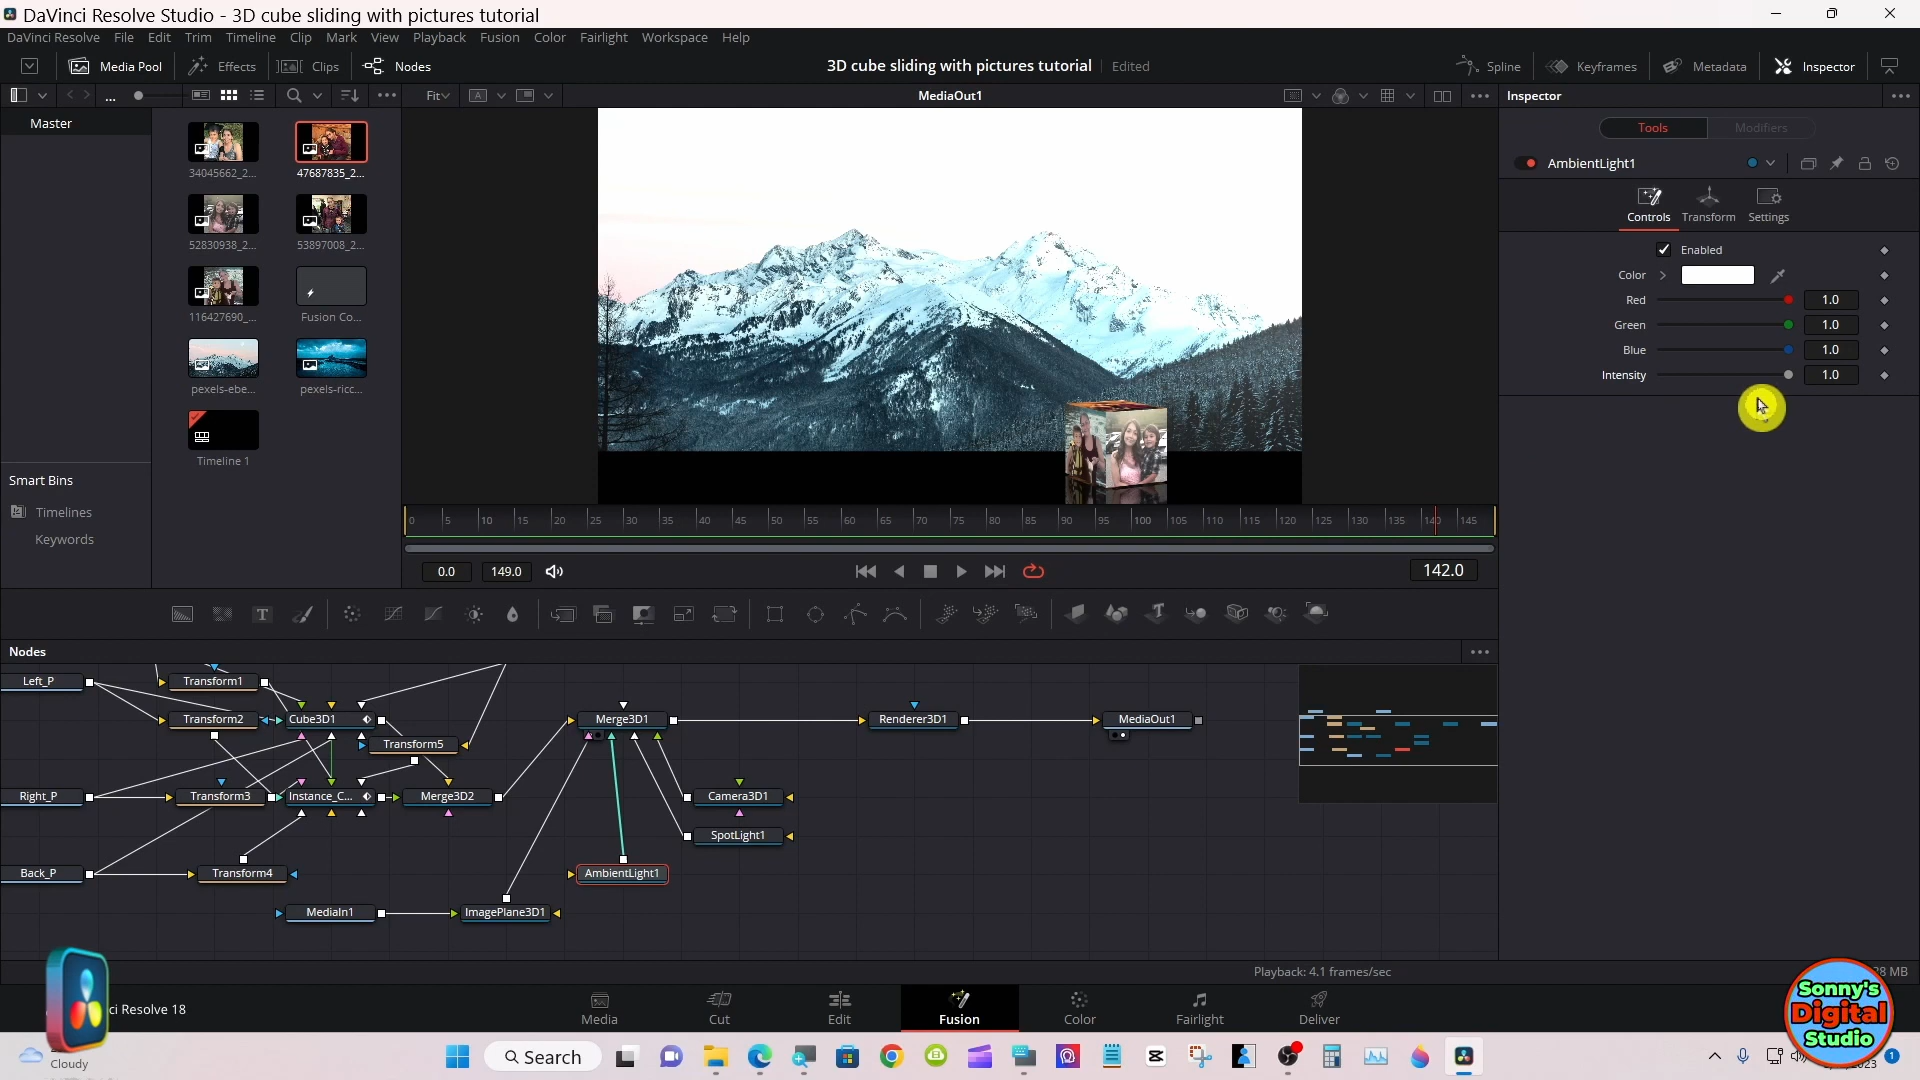 DaVinci Resolve Studio - 3D cube sliding with pictures tutorial
DaVinci Resolve File Edit Trim Timeline Clip Mark View Playback Fusion Color Fairlight Workspace Help
Media Pool Effects Clips Nodes 3D cube sliding with pictures tutorial Edited Spline Keyframes Metadata Inspector
... Fit MediaOut1 Inspector
Master
34045662_2... 47687835_2...
52830938_2... 53897008_2...
116427690_... Fusion Co...
pexels-ebe... pexels-ricc...
Timeline 1
Smart Bins
Timelines
Keywords
Tools Modifiers
AmbientLight1
Controls Transform Settings
Enabled
Color
Red 1.0
Green 1.0
Blue 1.0
Intensity 1.0
0 5 10 15 20 25 30 35 40 45 50 55 60 65 70 75 80 85 90 95 100 105 110 115 120 125 130 135 140 145
0.0 149.0 142.0
Nodes
Left_P Transform1
Transform2 Cube3D1 Merge3D1 Renderer3D1 MediaOut1
Transform5
Right_P Transform3 Instance_C... Merge3D2 Camera3D1
SpotLight1
Back_P Transform4 AmbientLight1
MediaIn1 ImagePlane3D1
Playback: 4.1 frames/sec
MB
ci Resolve 18
Media Cut Edit Fusion Color Fairlight Deliver
Sonny's
Digital
Studio
Cloudy
Search
2023
1